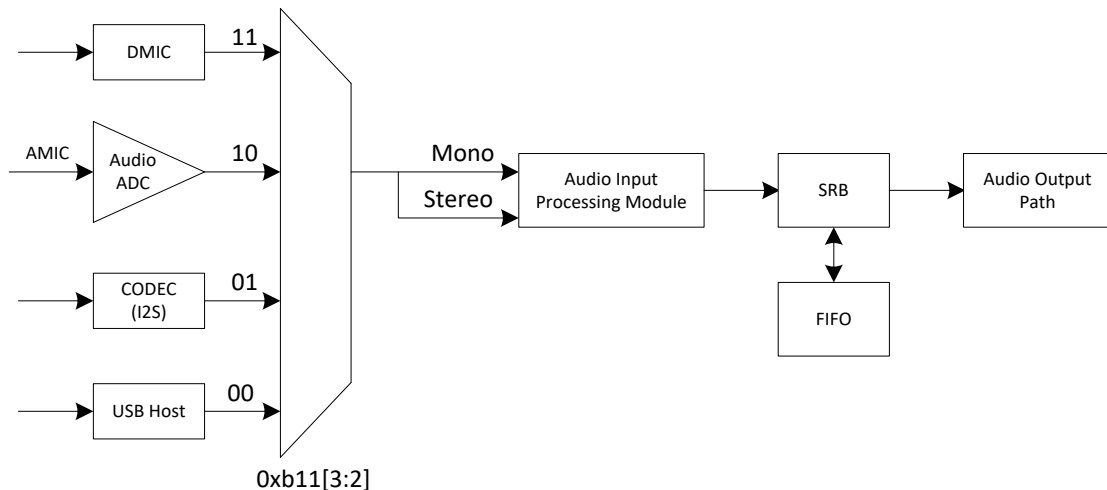 DMIC
11
AMIC
Audio
ADC
10
CODEC
(I2S)
01
USB Host
00
0xb11[3:2]
Mono
Stereo
Audio Input
Processing Module
SRB
FIFO
Audio Output
Path